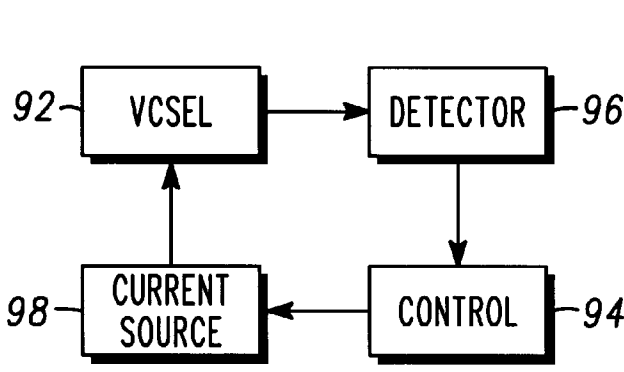 92 VCSEL DETECTOR 96
98 CURRENT SOURCE CONTROL 94